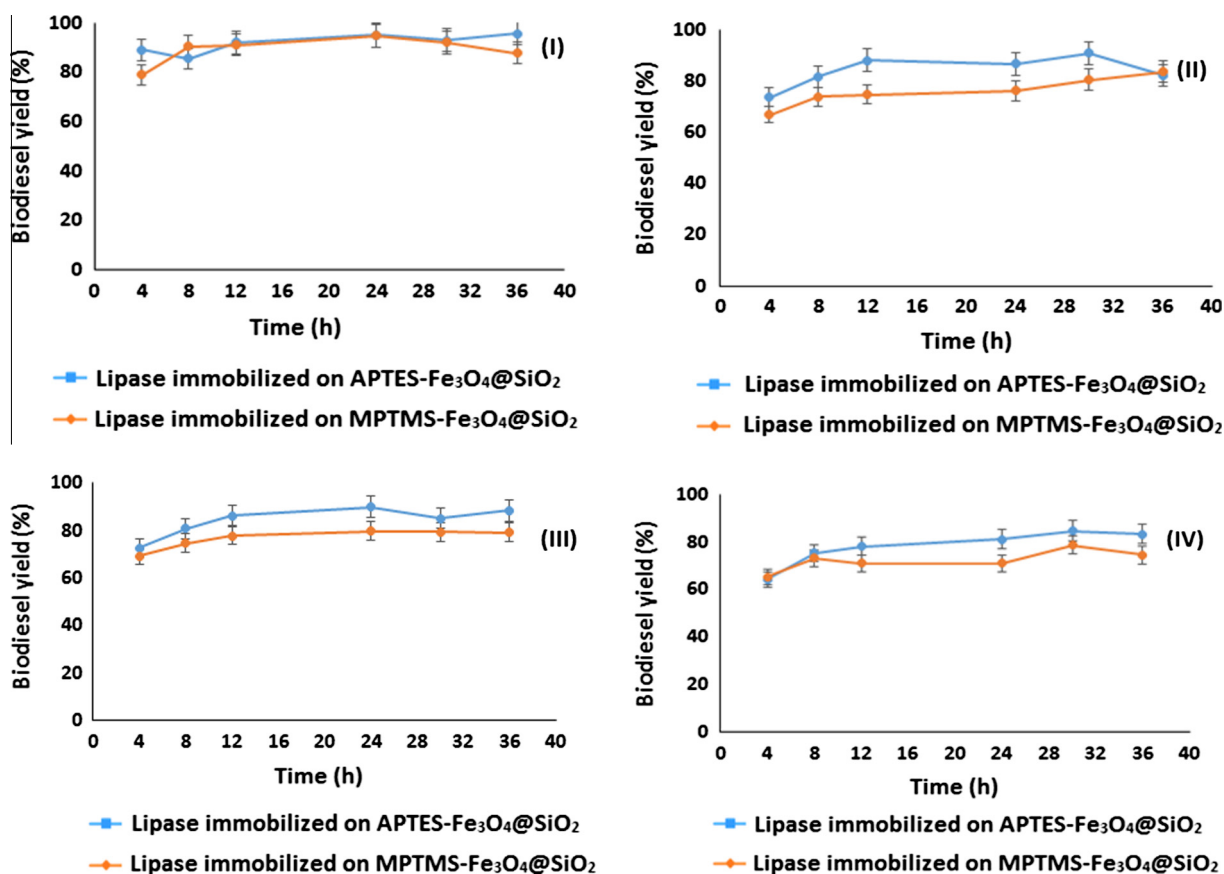 (I)
Biodiesel yield (%)
100
80
60
40
20
0
0 4 8 12 16 20 24 28 32 36 40
Time (h)
Lipase immobilized on APTES-Fe₃O₄@SiO₂
Lipase immobilized on MPTMS-Fe₃O₄@SiO₂
(II)
Biodiesel yield (%)
100
80
60
40
20
0
0 4 8 12 16 20 24 28 32 36 40
Time (h)
Lipase immobilized on APTES-Fe₃O₄@SiO₂
Lipase immobilized on MPTMS-Fe₃O₄@SiO₂
(III)
Biodiesel yield (%)
100
80
60
40
20
0
0 4 8 12 16 20 24 28 32 36 40
Time (h)
Lipase immobilized on APTES-Fe₃O₄@SiO₂
Lipase immobilized on MPTMS-Fe₃O₄@SiO₂
(IV)
Biodiesel yield (%)
100
80
60
40
20
0
0 4 8 12 16 20 24 28 32 36 40
Time (h)
Lipase immobilized on APTES-Fe₃O₄@SiO₂
Lipase immobilized on MPTMS-Fe₃O₄@SiO₂